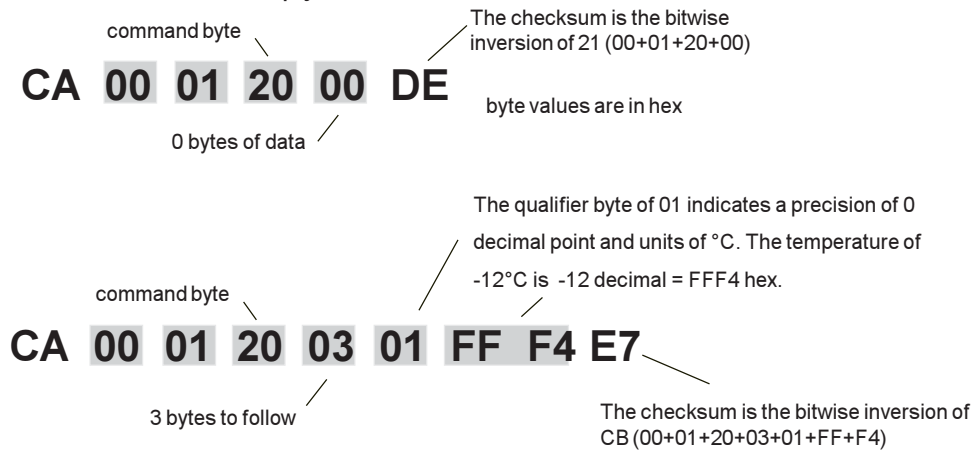 command byte
The checksum is the bitwise
inversion of 21 (00+01+20+00)
CA 00 01 20 00 DE
byte values are in hex
0 bytes of data
The qualifier byte of 01 indicates a precision of 0
decimal point and units of °C. The temperature of
-12°C is -12 decimal = FFF4 hex.
command byte
CA 00 01 20 03 01 FF F4 E7
3 bytes to follow
The checksum is the bitwise inversion of
CB (00+01+20+03+01+FF+F4)